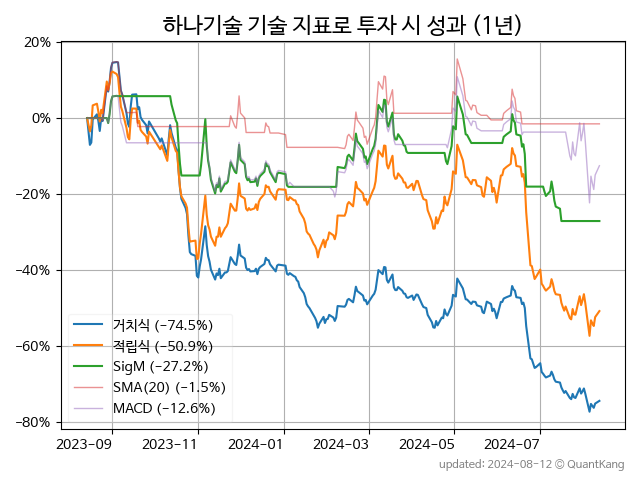 하나기술 기술 지표로 투자 시 성과 (1년)
20%
0%
−20%
−40%
−60%
−80%
거치식 (−74.5%)
적립식 (−50.9%)
SigM (−27.2%)
SMA(20) (−1.5%)
MACD (−12.6%)
2023-09 2023-11 2024-01 2024-03 2024-05 2024-07
updated: 2024-08-12 © QuantKang